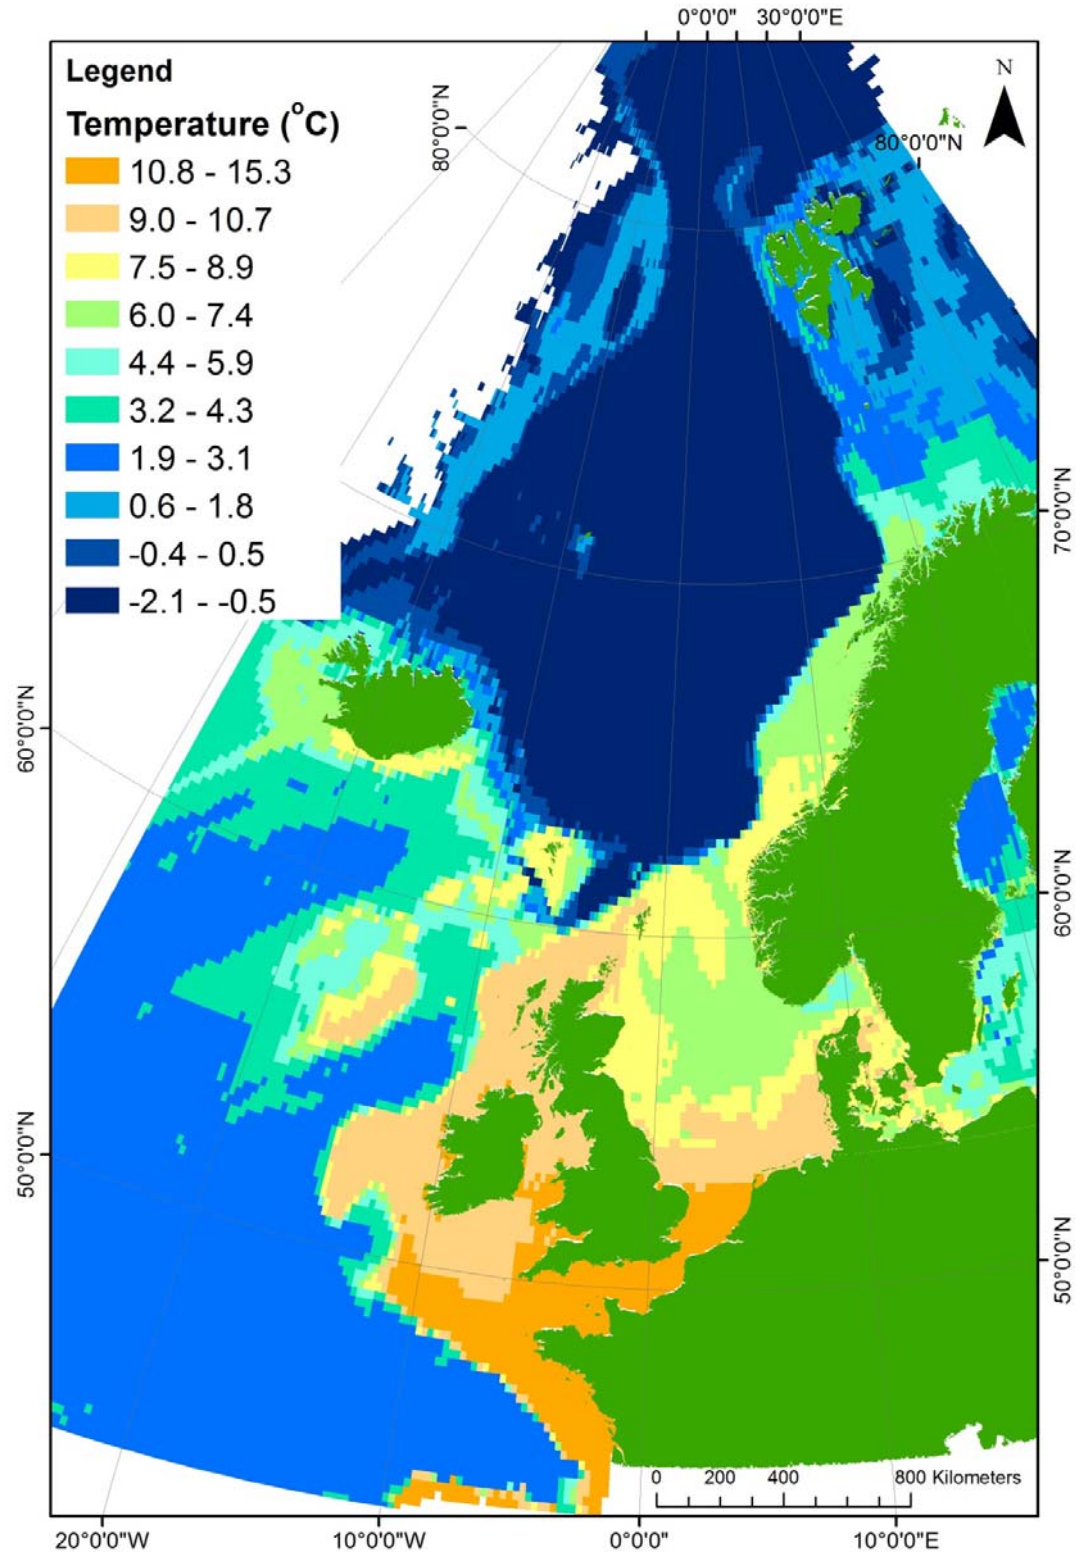 0°0'0" 30°0'0"E
Legend
Temperature (°C)
10.8 - 15.3
9.0 - 10.7
7.5 - 8.9
6.0 - 7.4
4.4 - 5.9
3.2 - 4.3
1.9 - 3.1
0.6 - 1.8
-0.4 - 0.5
-2.1 - -0.5
80°0'0"N
N
80°0'0"N
70°0'0"N
60°0'0"N
60°0'0"N
50°0'0"N
50°0'0"N
0 200 400 800 Kilometers
20°0'0"W 10°0'0"W 0°0'0" 10°0'0"E